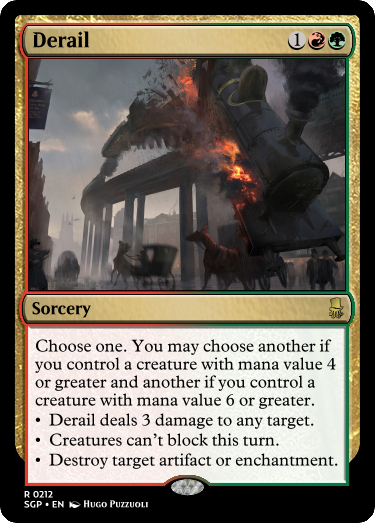 Derail 1
Sorcery
Choose one. You may choose another if
you control a creature with mana value 4
or greater and another if you control a
creature with mana value 6 or greater.
• Derail deals 3 damage to any target.
• Creatures can't block this turn.
• Destroy target artifact or enchantment.
R 0212
SGP • EN Hugo Puzzuoli